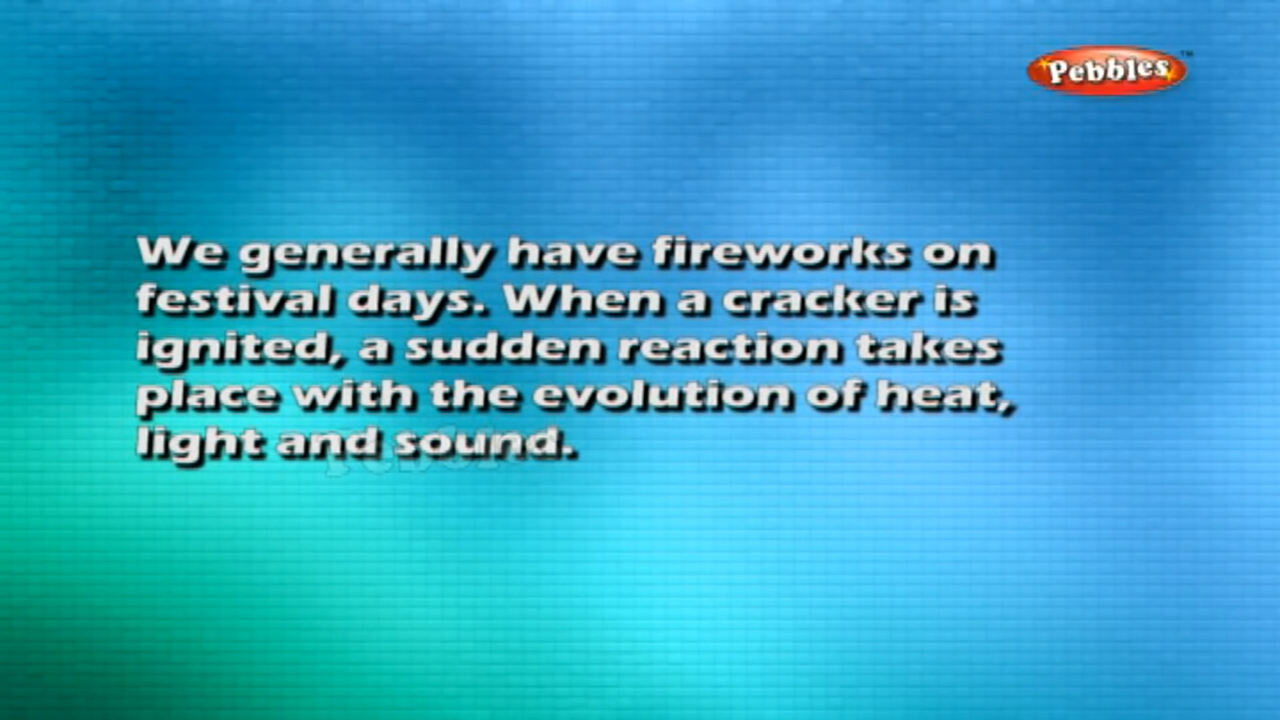 Pebbles™
We generally have fireworks on
festival days. When a cracker is
ignited, a sudden reaction takes
place with the evolution of heat,
light and sound.
Pebbles